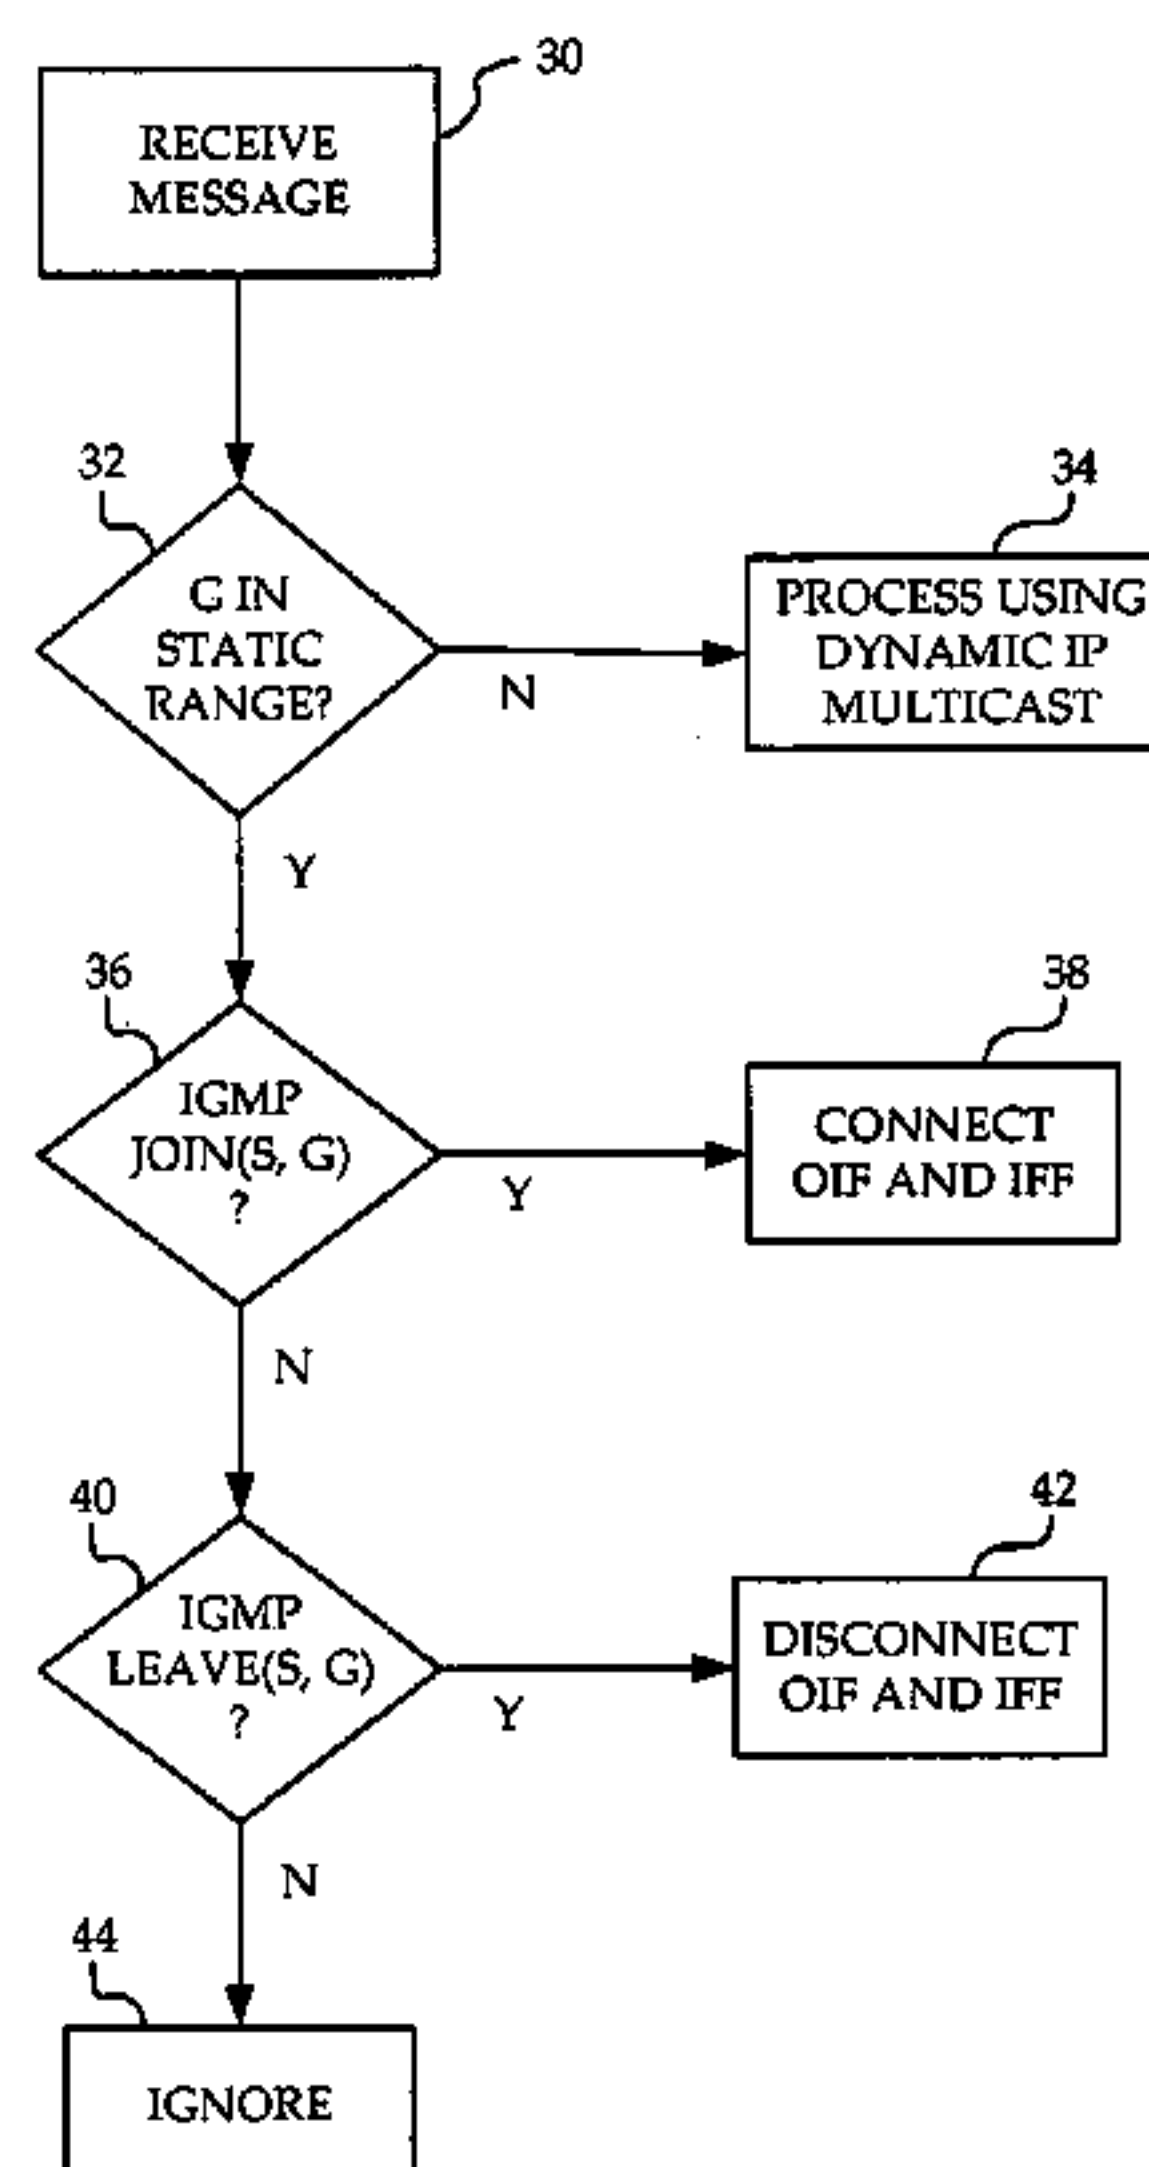 30
RECEIVE
MESSAGE
32
G IN
STATIC
RANGE?
N
34
PROCESS USING
DYNAMIC IP
MULTICAST
Y
36
IGMP
JOIN(S, G)
?
Y
38
CONNECT
OIF AND IFF
N
40
IGMP
LEAVE(S, G)
?
Y
42
DISCONNECT
OIF AND IFF
N
44
IGNORE